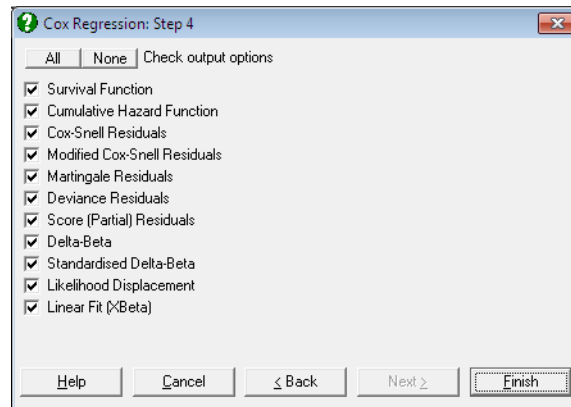 Cox Regression: Step 4
All None Check output options
Survival Function
Cumulative Hazard Function
Cox-Snell Residuals
Modified Cox-Snell Residuals
Martingale Residuals
Deviance Residuals
Score (Partial) Residuals
Delta-Beta
Standardised Delta-Beta
Likelihood Displacement
Linear Fit (XBeta)
Help Cancel < Back Next > Finish